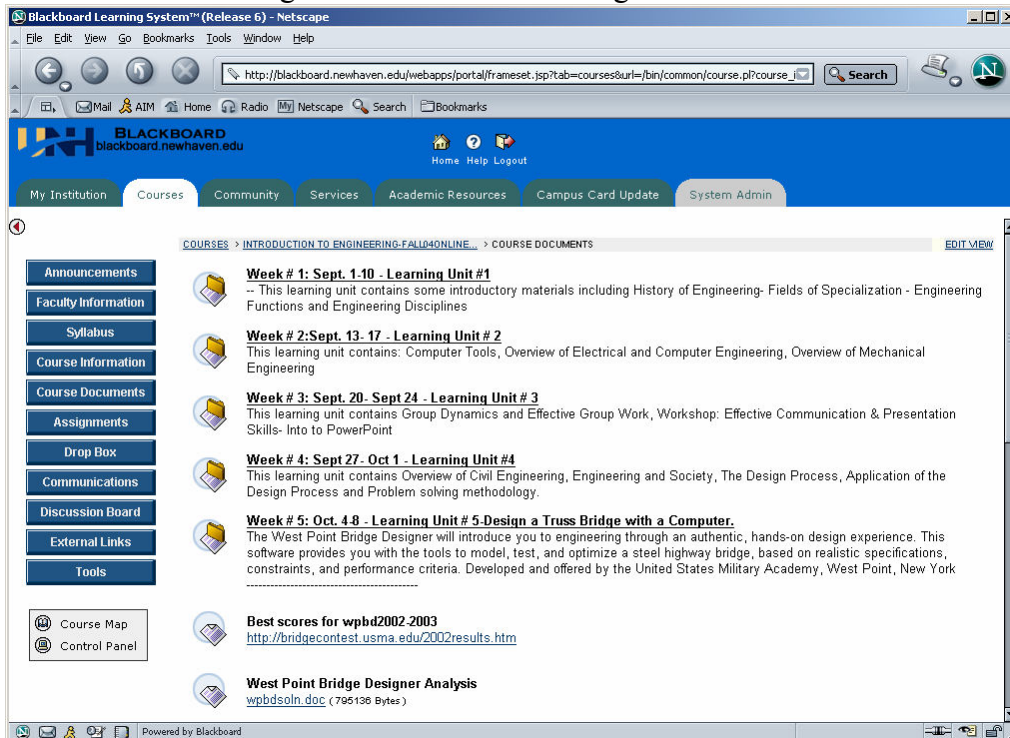 Blackboard Learning System™ (Release 6) - Netscape
File Edit View Go Bookmarks Tools Window Help
http://blackboard.newhaven.edu/webapps/portal/frameset.jsp?tab=courses&url=/bin/common/course.pl?course_i
Search
N
Mail AIM Home Radio My Netscape Search Bookmarks
UNH BLACKBOARD
blackboard.newhaven.edu
Home Help Logout
My Institution Courses Community Services Academic Resources Campus Card Update System Admin
COURSES > INTRODUCTION TO ENGINEERING-FALL04ONLINE... > COURSE DOCUMENTS EDIT VIEW
Announcements
Faculty Information
Syllabus
Course Information
Course Documents
Assignments
Drop Box
Communications
Discussion Board
External Links
Tools
Course Map
Control Panel
Week # 1: Sept. 1-10 - Learning Unit #1
-- This learning unit contains some introductory materials including History of Engineering- Fields of Specialization - Engineering
Functions and Engineering Disciplines
Week # 2:Sept. 13- 17 - Learning Unit # 2
This learning unit contains: Computer Tools, Overview of Electrical and Computer Engineering, Overview of Mechanical
Engineering
Week # 3: Sept. 20- Sept 24 - Learning Unit # 3
This learning unit contains Group Dynamics and Effective Group Work, Workshop: Effective Communication & Presentation
Skills- Into to PowerPoint
Week # 4: Sept 27- Oct 1 - Learning Unit #4
This learning unit contains Overview of Civil Engineering, Engineering and Society, The Design Process, Application of the
Design Process and Problem solving methodology.
Week # 5: Oct. 4-8 - Learning Unit # 5-Design a Truss Bridge with a Computer.
The West Point Bridge Designer will introduce you to engineering through an authentic, hands-on design experience. This
software provides you with the tools to model, test, and optimize a steel highway bridge, based on realistic specifications,
constraints, and performance criteria. Developed and offered by the United States Military Academy, West Point, New York
----------------------------------------
Best scores for wpbd2002-2003
http://bridgecontest.usma.edu/2002results.htm
West Point Bridge Designer Analysis
wpbdsoln.doc (795136 Bytes)
Powered by Blackboard